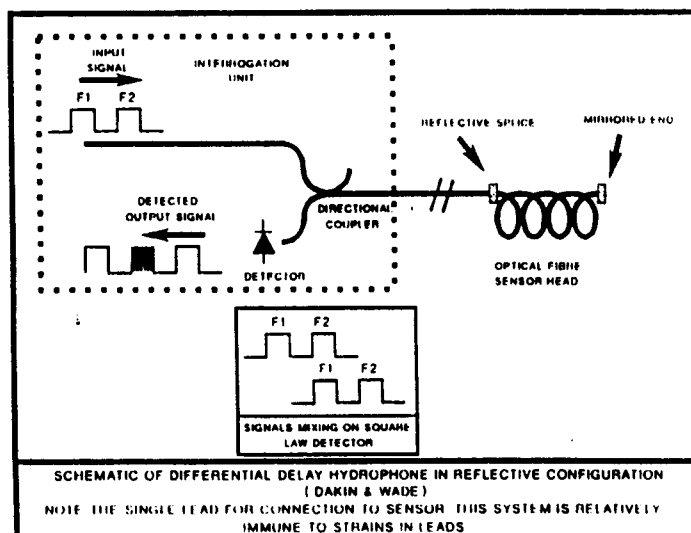 INPUT
SIGNAL
INTERROGATION
UNIT
F1 F2
REFLECTIVE SPLICE
MIRRORED END
DETECTED
OUTPUT SIGNAL
DIRECTIONAL
COUPLER
DETECTOR
OPTICAL FIBRE
SENSOR HEAD
F1 F2
F1 F2
SIGNALS MIXING ON SQUARE
LAW DETECTOR
SCHEMATIC OF DIFFERENTIAL DELAY HYDROPHONE IN REFLECTIVE CONFIGURATION
( DAKIN & WADE )
NOTE THE SINGLE LEAD FOR CONNECTION TO SENSOR THIS SYSTEM IS RELATIVELY
IMMUNE TO STRAINS IN LEADS